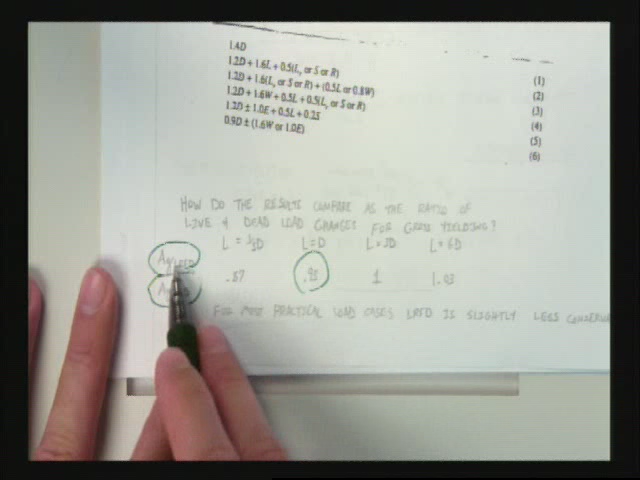 1.4D (1)
1.2D + 1.6L + 0.5(Lr or S or R) (2)
1.2D + 1.6(Lr or S or R) + (0.5L or 0.8W) (3)
1.2D + 1.6W + 0.5L + 0.5(Lr or S or R) (4)
1.2D ± 1.0E + 0.5L + 0.2S (5)
0.9D ± (1.6W or 1.0E) (6)
HOW DO THE RESULTS COMPARE AS THE RATIO OF
LIVE & DEAD LOAD CHANGES FOR GROSS YIELDING?
L=D L=3D L=6D
.87 .95 1 1.03
FOR MOST PRACTICAL LOAD CASES LRFD IS SLIGHTLY LESS